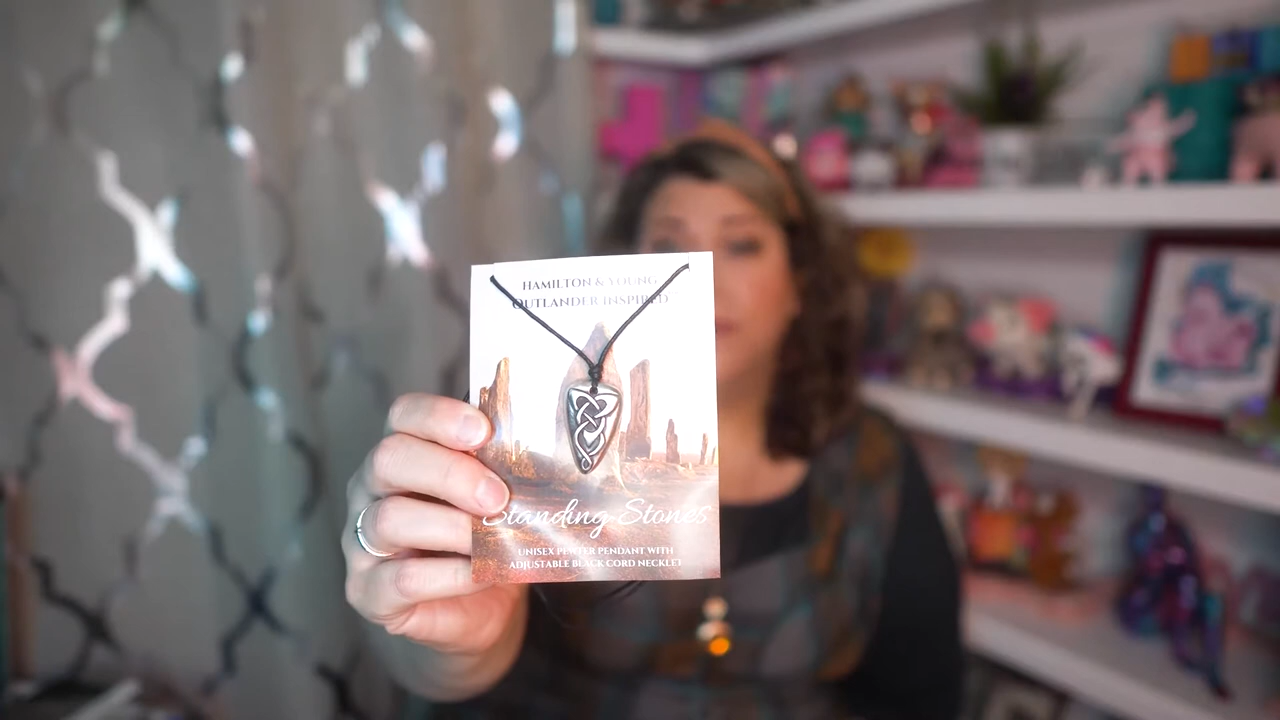 HAMILTON & YOUNG
OUTLANDER INSPIRED
Standing Stones
UNISEX PEWTER PENDANT WITH
ADJUSTABLE BLACK CORD NECKLET